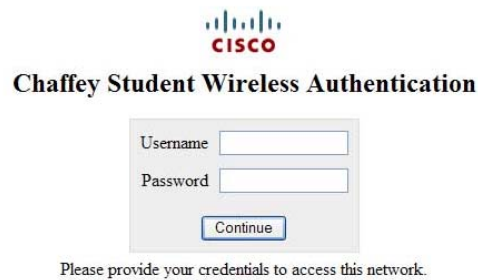 CISCO
Chaffey Student Wireless Authentication
Username
Password
Continue
Please provide your credentials to access this network.